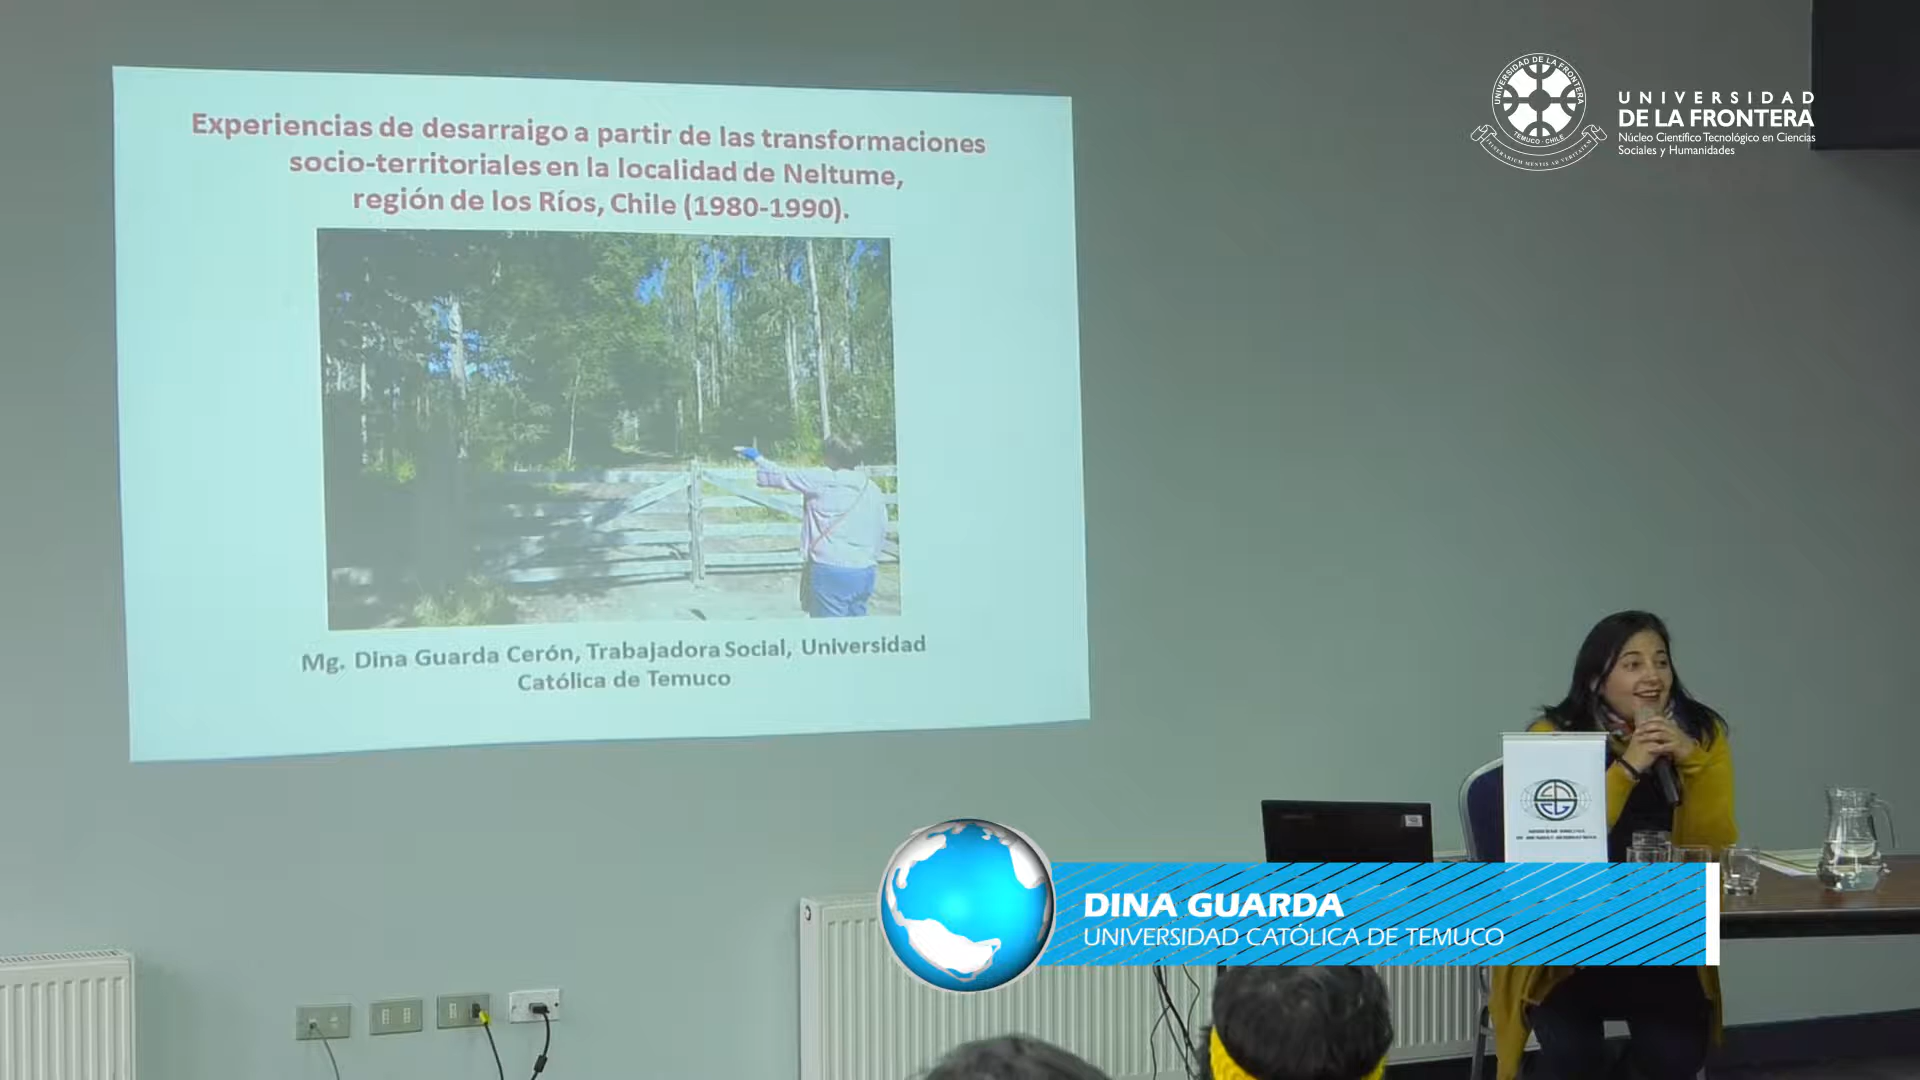 Experiencias de desarraigo a partir de las transformaciones
socio-territoriales en la localidad de Neltume,
región de los Ríos, Chile (1980-1990).
Mg. Dina Guarda Cerón, Trabajadora Social, Universidad
Católica de Temuco
UNIVERSIDAD DE LA FRONTERA
TEMUCO - CHILE
UNIVERSIDAD
DE LA FRONTERA
Núcleo Científico Tecnológico en Ciencias
Sociales y Humanidades
DINA GUARDA
UNIVERSIDAD CATÓLICA DE TEMUCO